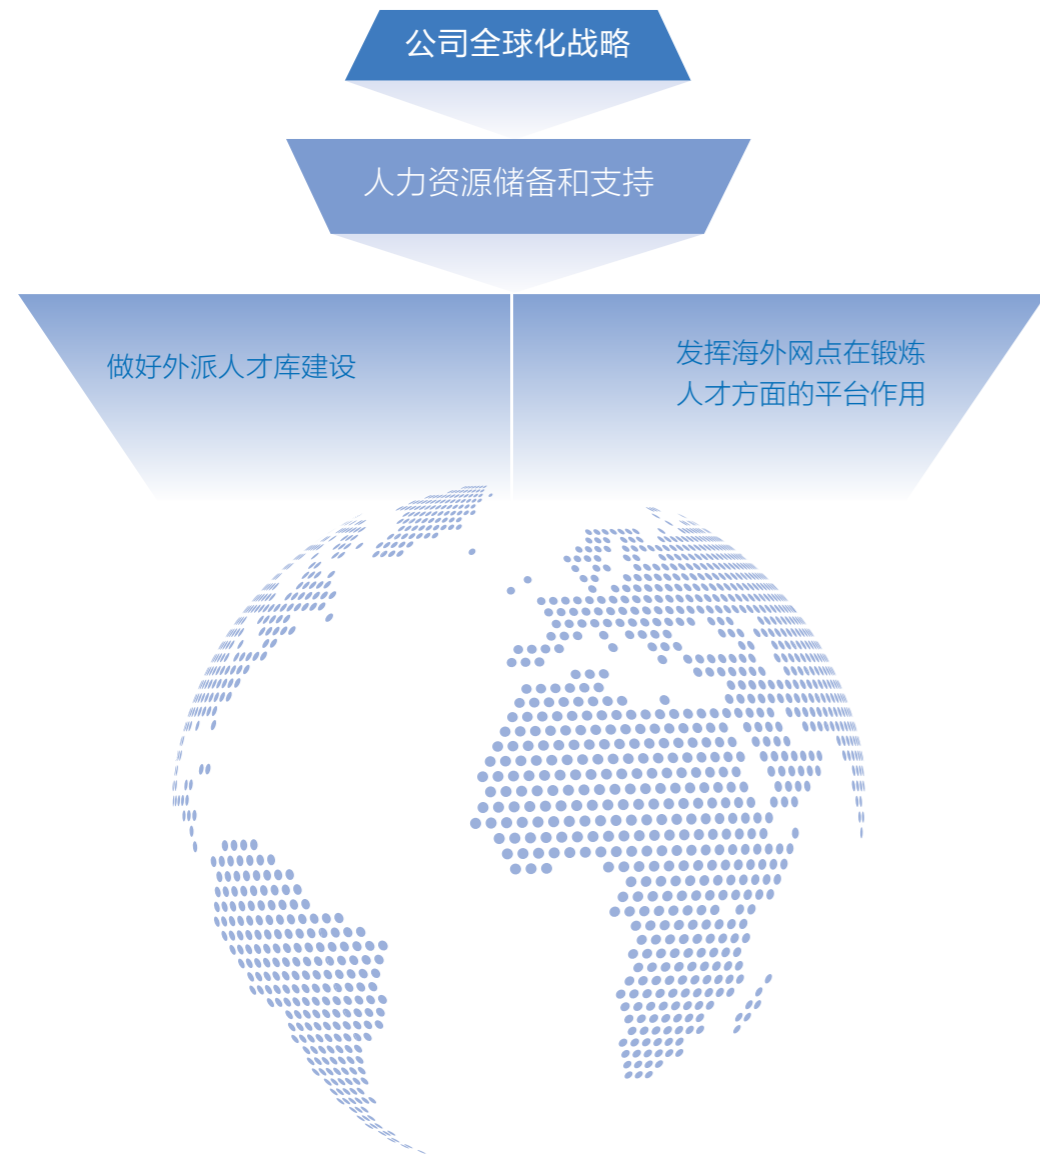 公司全球化战略
人力资源储备和支持
做好外派人才库建设
发挥海外网点在锻炼
人才方面的平台作用